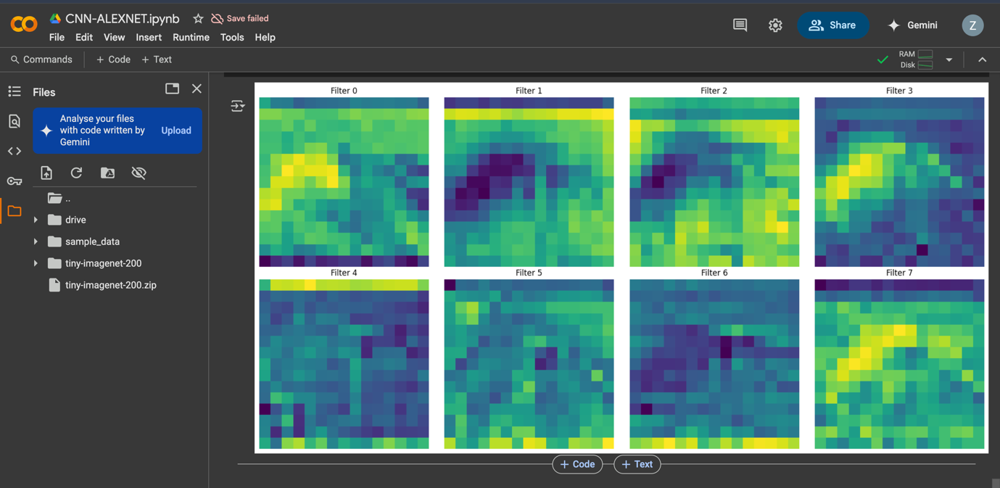 CNN-ALEXNET.ipynb
Save failed
File Edit View Insert Runtime Tools Help
Share
Gemini
Z
Commands + Code + Text
RAM
Disk
Files
Analyse your files
with code written by
Gemini
Upload
..
drive
sample_data
tiny-imagenet-200
tiny-imagenet-200.zip
Filter 0 Filter 1 Filter 2 Filter 3
Filter 4 Filter 5 Filter 6 Filter 7
+ Code + Text